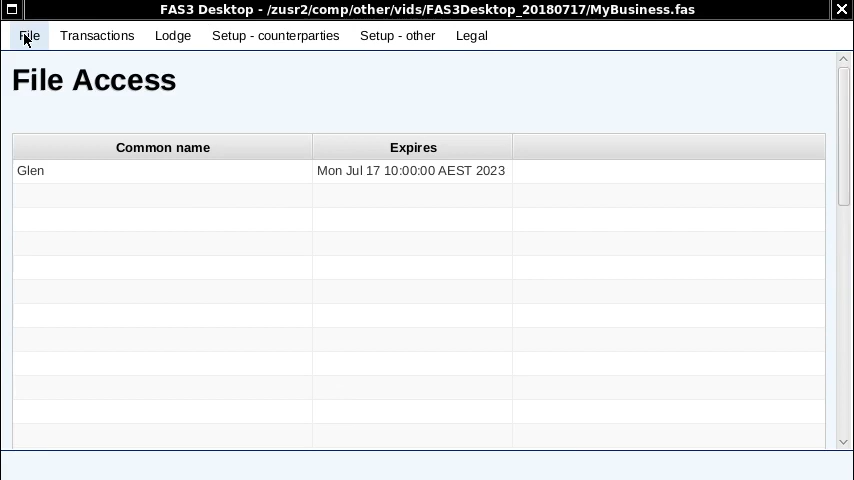 FAS3 Desktop - /zusr2/comp/other/vids/FAS3Desktop_20180717/MyBusiness.fas
File Transactions Lodge Setup - counterparties Setup - other Legal
File Access
Common name Expires
Glen Mon Jul 17 10:00:00 AEST 2023